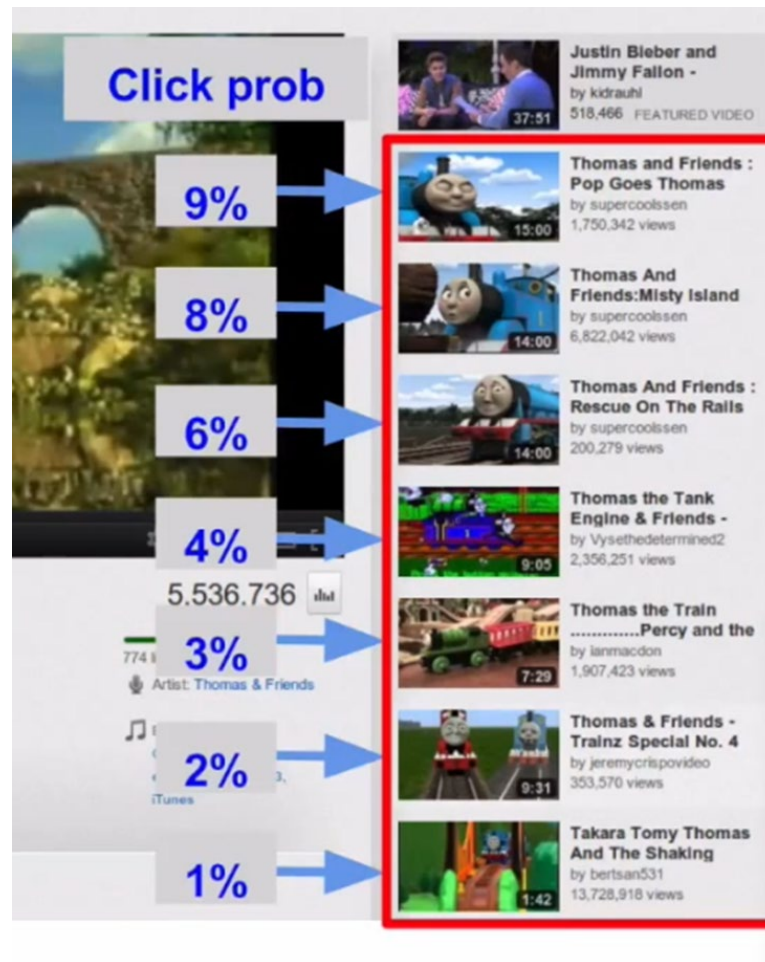 Click prob
Justin Bieber and
Jimmy Fallon -
by kidrauhl
518,466 FEATURED VIDEO
37:51
9%
Thomas and Friends :
Pop Goes Thomas
by supercoolssen
1,750,342 views
15:00
8%
Thomas And
Friends:Misty Island
by supercoolssen
6,822,042 views
14:00
6%
Thomas And Friends :
Rescue On The Rails
by supercoolssen
200,279 views
14:00
4%
Thomas the Tank
Engine & Friends -
by Vysethedetermined2
2,356,251 views
9:05
5,536,736
3%
Thomas the Train
.............Percy and the
by ianmacdon
1,907,423 views
7:29
774
Artist: Thomas & Friends
2%
Thomas & Friends -
Trainz Special No. 4
by jeremycrispovideo
353,570 views
9:31
3,
iTunes
1%
Takara Tomy Thomas
And The Shaking
by bertsan531
13,728,918 views
1:42